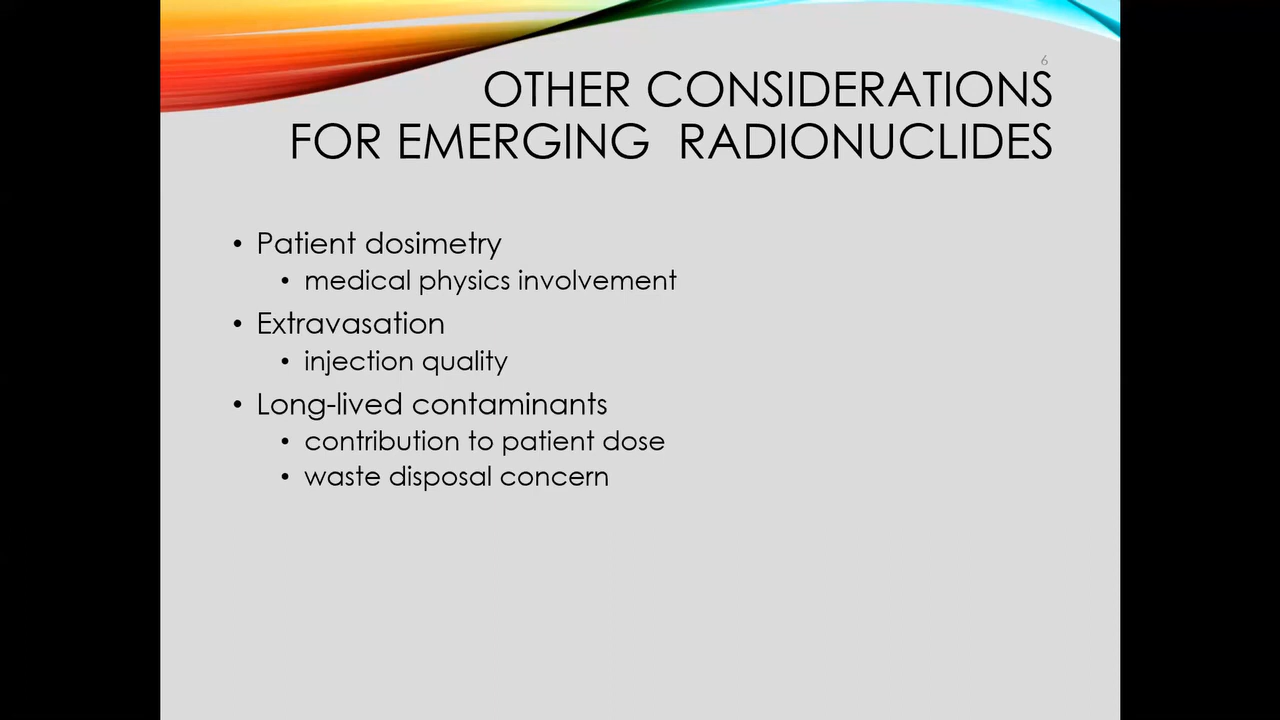 6
OTHER CONSIDERATIONS
FOR EMERGING RADIONUCLIDES
• Patient dosimetry
• medical physics involvement
• Extravasation
• injection quality
• Long-lived contaminants
• contribution to patient dose
• waste disposal concern